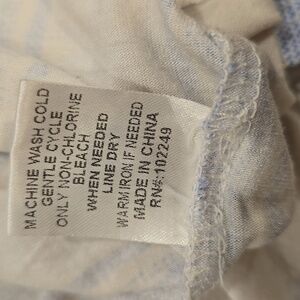 MACHINE WASH COLD
GENTLE CYCLE
ONLY NON-CHLORINE
BLEACH
WHEN NEEDED
LINE DRY
WARM IRON IF NEEDED
MADE IN CHINA
RN#:102249